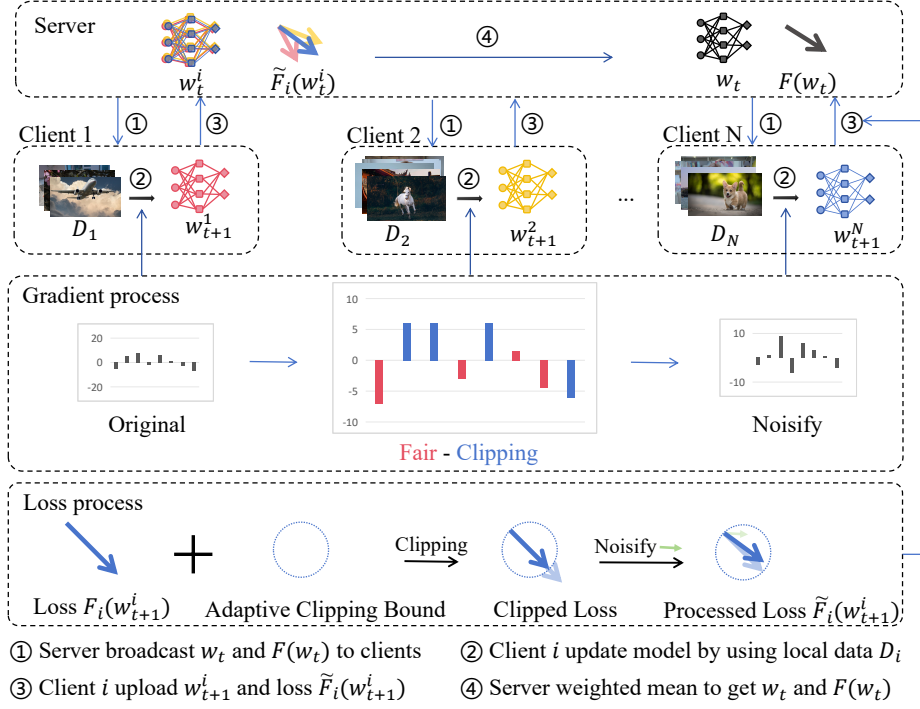 Server
④
$w_t^i$ $\widetilde{F}_i(w_t^i)$ $w_t$ $F(w_t)$
① ③ ① ③ ① ③
Client 1 Client 2 Client N
② ② ②
...
$D_1$ $w_{t+1}^1$ $D_2$ $w_{t+1}^2$ $D_N$ $w_{t+1}^N$
Gradient process
20
0
-20
Original
10
5
0
-5
-10
Fair - Clipping
10
0
-10
Noisify
Loss process
Clipping
Noisify
Loss $F_i(w_{t+1}^i)$ Adaptive Clipping Bound Clipped Loss Processed Loss $\widetilde{F}_i(w_{t+1}^i)$
① Server broadcast $w_t$ and $F(w_t)$ to clients
② Client $i$ update model by using local data $D_i$
③ Client $i$ upload $w_{t+1}^i$ and loss $\widetilde{F}_i(w_{t+1}^i)$
④ Server weighted mean to get $w_t$ and $F(w_t)$